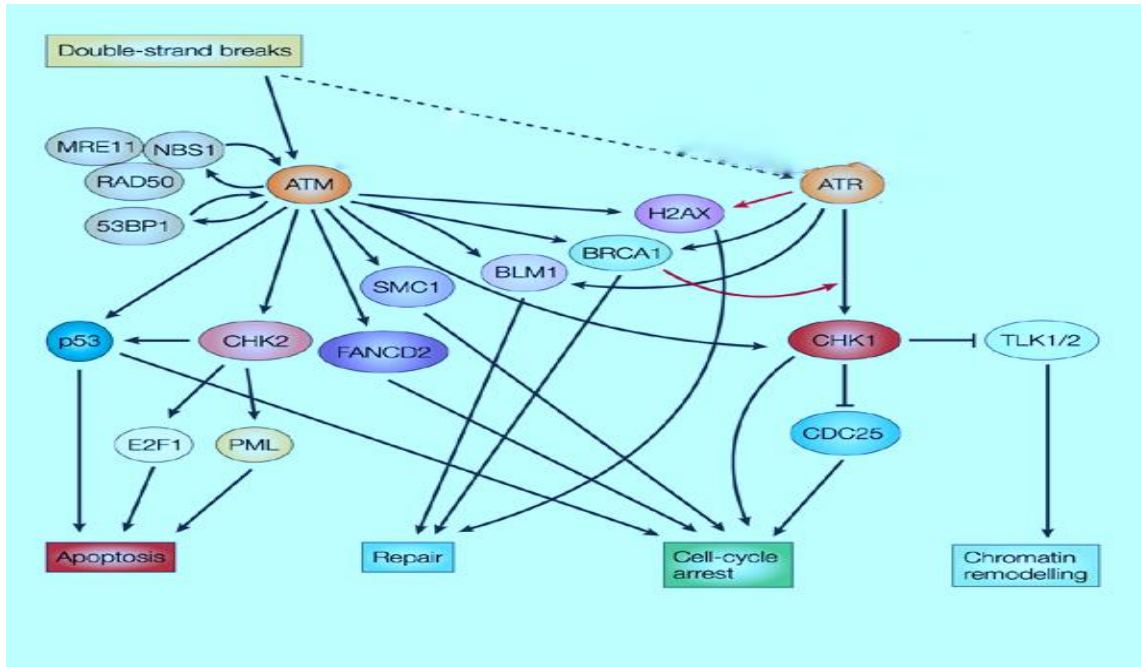 Double-strand breaks
MRE11
NBS1
RAD50
ATM
ATR
53BP1
H2AX
BRCA1
BLM1
SMC1
p53
CHK2
FANCD2
CHK1
TLK1/2
E2F1
PML
CDC25
Apoptosis
Repair
Cell-cycle
arrest
Chromatin
remodelling